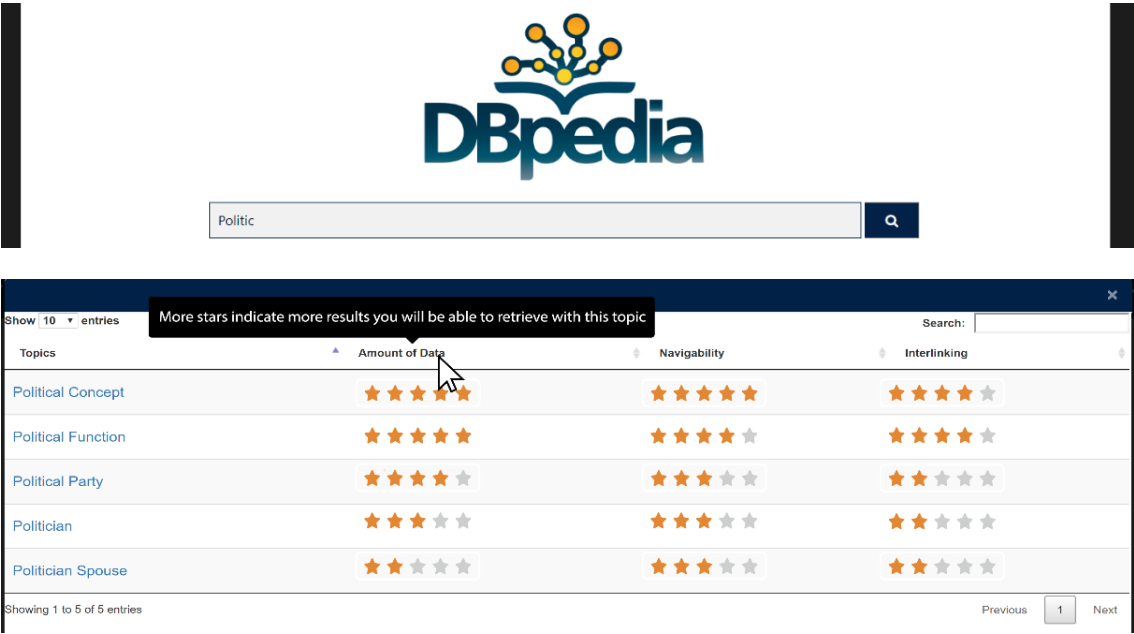 DBpedia
Politic
More stars indicate more results you will be able to retrieve with this topic
Show 10 entries
Search:
Topics Amount of Data Navigability Interlinking
Political Concept
Political Function
Political Party
Politician
Politician Spouse
Showing 1 to 5 of 5 entries
Previous 1 Next